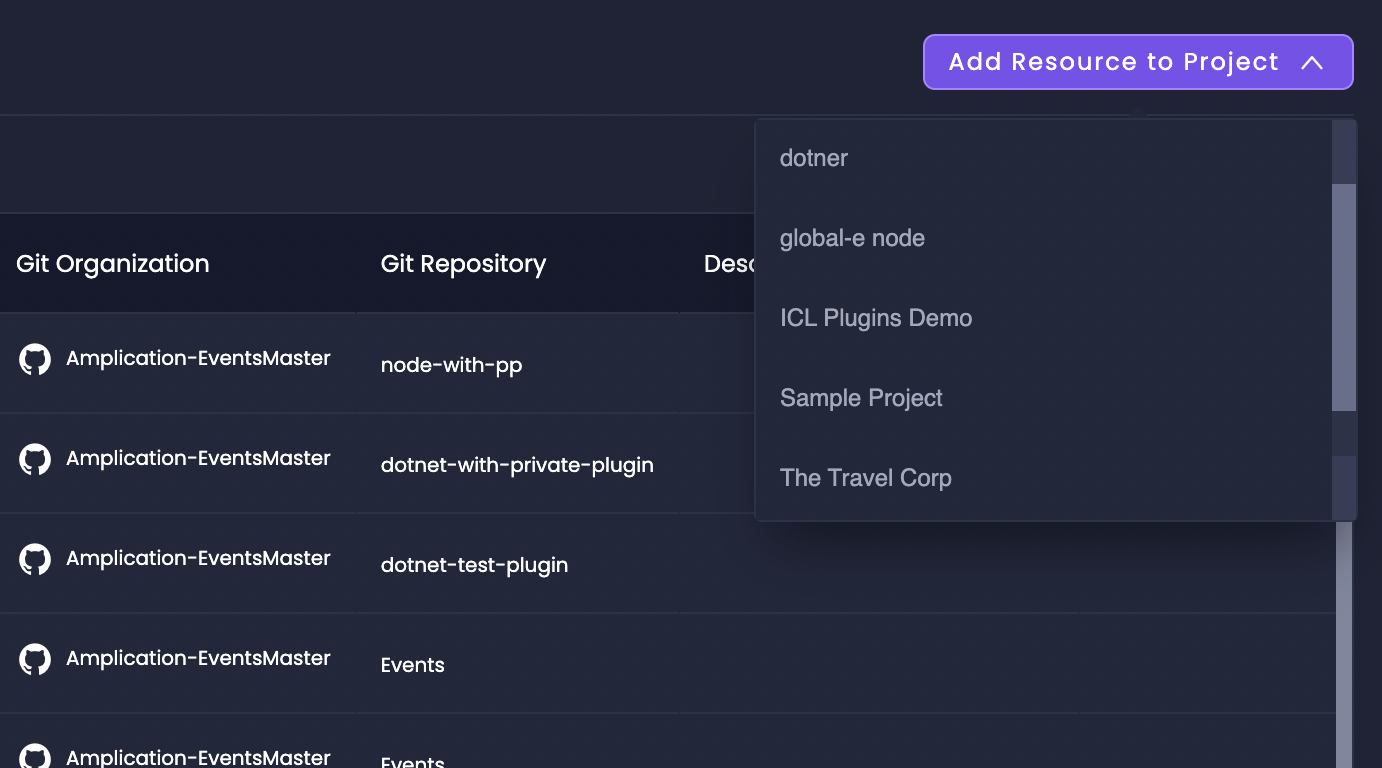 Add Resource to Project
dotner
global-e node
ICL Plugins Demo
Sample Project
The Travel Corp
Git Organization Git Repository
Amplication-EventsMaster node-with-pp
Amplication-EventsMaster dotnet-with-private-plugin
Amplication-EventsMaster dotnet-test-plugin
Amplication-EventsMaster Events
Amplication-EventsMaster Events